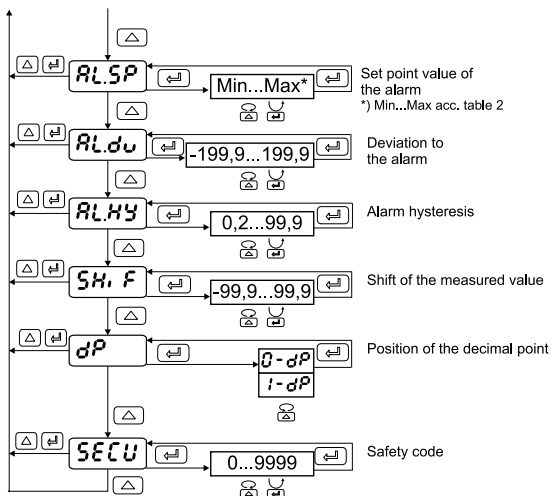 AL.SP
Min...Max*
Set point value of
the alarm
*) Min...Max acc. table 2
AL.du
-199,9...199,9
Deviation to
the alarm
AL.HY
0,2...99,9
Alarm hysteresis
SHi F
-99,9...99,9
Shift of the measured value
dP
0-dP
1-dP
Position of the decimal point
SECU
0...9999
Safety code